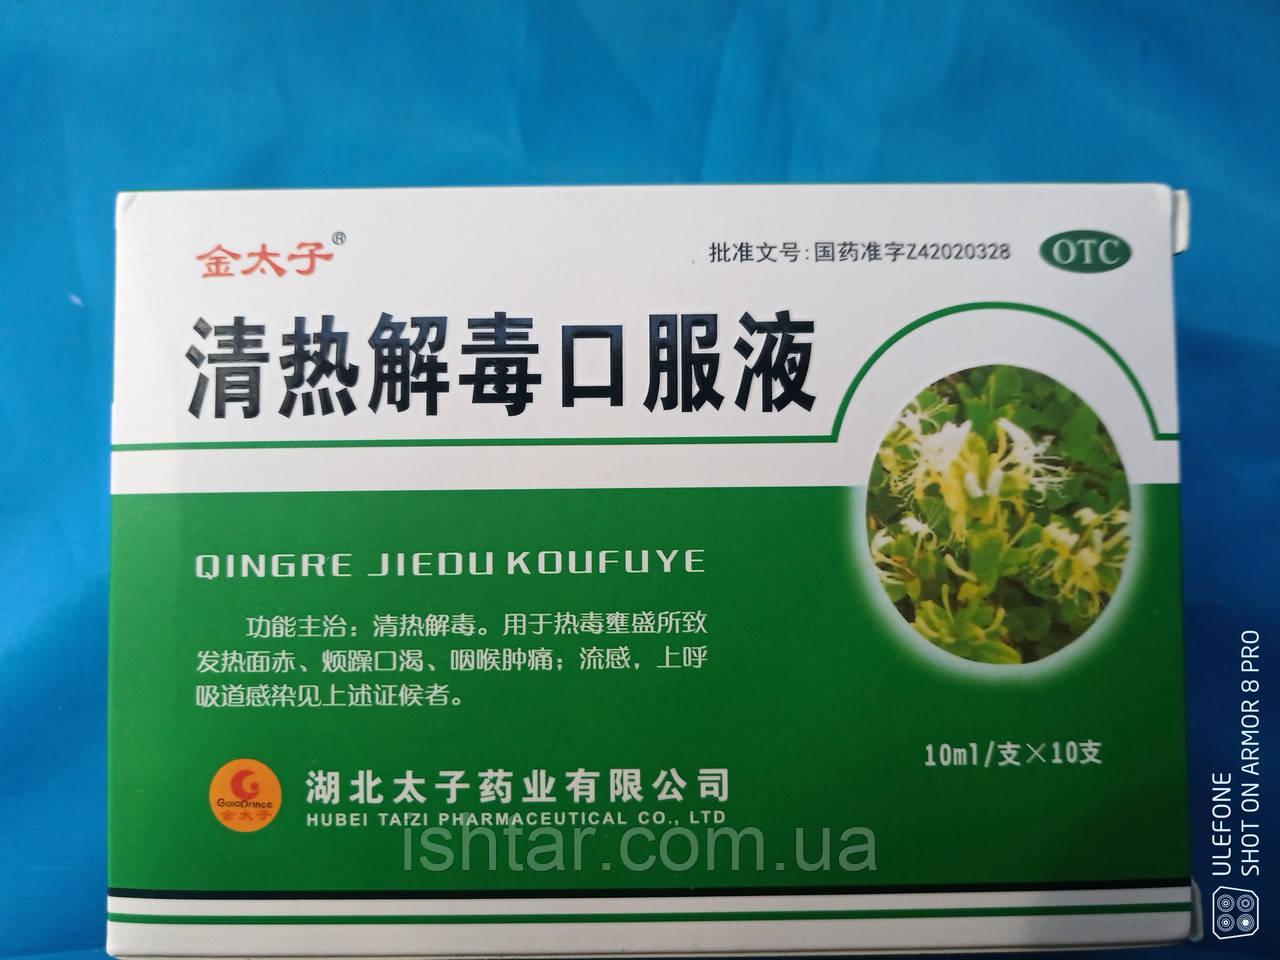 金太子®
批准文号:国药准字Z42020328
OTC
清热解毒口服液
QINGRE JIEDU KOUFUYE
功能主治:清热解毒。用于热毒壅盛所致
发热面赤、烦躁口渴、咽喉肿痛;流感,上呼
吸道感染见上述证候者。
10ml/支×10支
GoldPrince
金太子
湖北太子药业有限公司
HUBEI TAIZI PHARMACEUTICAL CO., LTD
ishtar.com.ua
ULEFONE
SHOT ON ARMOR 8 PRO